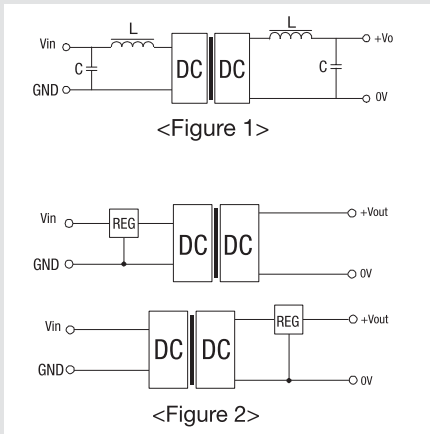 L L
Vin +Vo
C DC DC C
GND 0V
<Figure 1>
Vin REG +Vout
GND DC DC 0V
Vin REG +Vout
DC DC
GND 0V
<Figure 2>